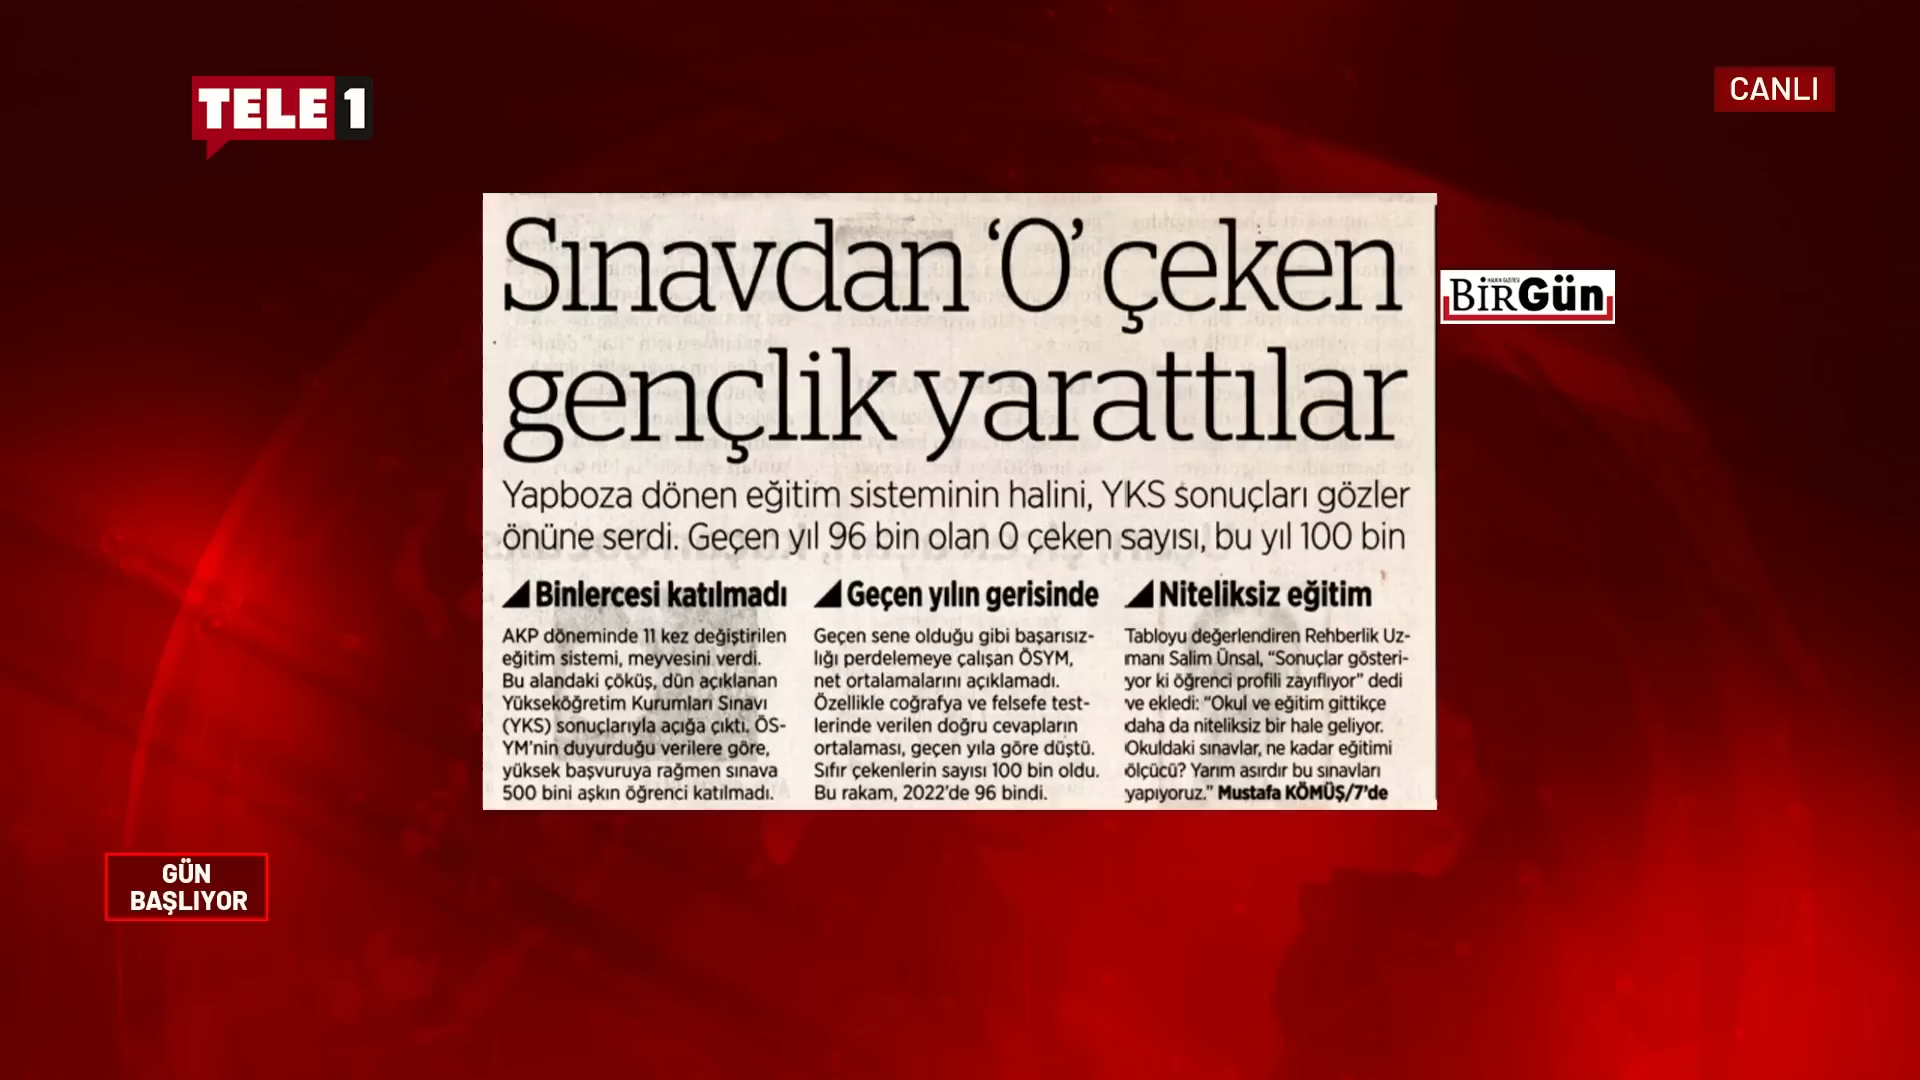 TELE 1
CANLI
Sınavdan ‘0’ çeken
gençlik yarattılar
BirGün
Yapboza dönen eğitim sisteminin halini, YKS sonuçları gözler
önüne serdi. Geçen yıl 96 bin olan 0 çeken sayısı, bu yıl 100 bin
Binlercesi katılmadı
AKP döneminde 11 kez değiştirilen
eğitim sistemi, meyvesini verdi.
Bu alandaki çöküş, dün açıklanan
Yükseköğretim Kurumları Sınavı
(YKS) sonuçlarıyla açığa çıktı. ÖS-
YM’nin duyurduğu verilere göre,
yüksek başvuruya rağmen sınava
500 bini aşkın öğrenci katılmadı.
Geçen yılın gerisinde
Geçen sene olduğu gibi başarısız-
lığı perdelemeye çalışan ÖSYM,
net ortalamalarını açıklamadı.
Özellikle coğrafya ve felsefe test-
lerinde verilen doğru cevapların
ortalaması, geçen yıla göre düştü.
Sıfır çekenlerin sayısı 100 bin oldu.
Bu rakam, 2022’de 96 bindi.
Niteliksiz eğitim
Tabloyu değerlendiren Rehberlik Uz-
manı Salim Ünsal, “Sonuçlar gösteri-
yor ki öğrenci profili zayıflıyor” dedi
ve ekledi: “Okul ve eğitim gittikçe
daha da niteliksiz bir hale geliyor.
Okuldaki sınavlar, ne kadar eğitimi
ölçücü? Yarım asırdır bu sınavları
yapıyoruz.” Mustafa KÖMÜŞ/7’de
GÜN
BAŞLIYOR